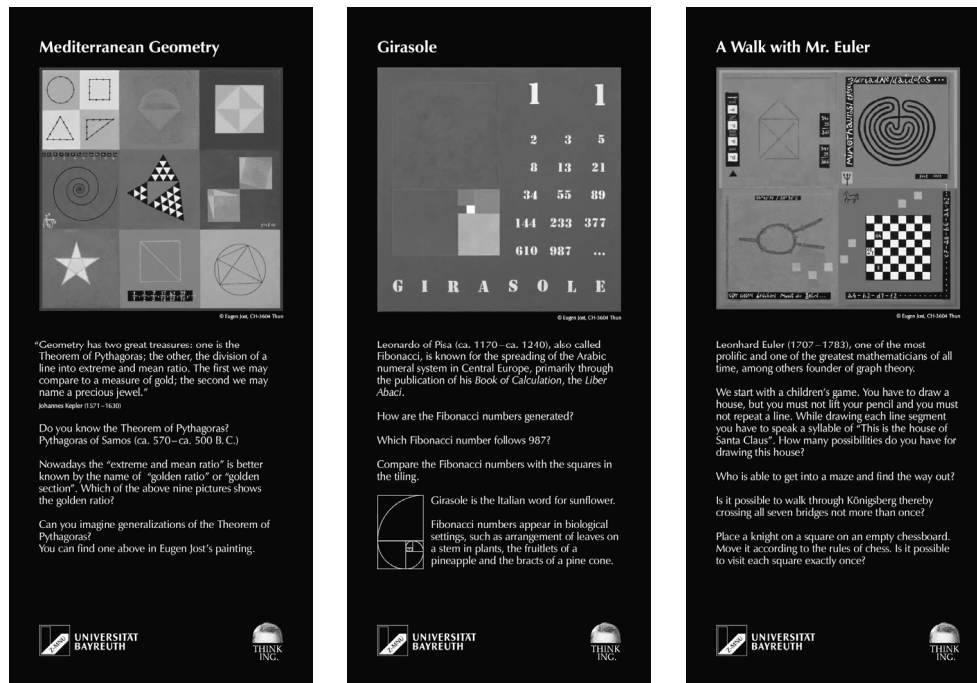 Mediterranean Geometry
© Eugen Jost, CH-3604 Thun
“Geometry has two great treasures: one is the
Theorem of Pythagoras; the other, the division of a
line into extreme and mean ratio. The first we may
compare to a measure of gold; the second we may
name a precious jewel.”
Johannes Kepler (1571–1630)
Do you know the Theorem of Pythagoras?
Pythagoras of Samos (ca. 570–ca. 500 B. C.)
Nowadays the “extreme and mean ratio” is better
known by the name of “golden ratio” or “golden
section”. Which of the above nine pictures shows
the golden ratio?
Can you imagine generalizations of the Theorem of
Pythagoras?
You can find one above in Eugen Jost’s painting.
Z-MNU
UNIVERSITÄT
BAYREUTH
THINK
ING.
Girasole
1 1
2 3 5
8 13 21
34 55 89
144 233 377
610 987 ...
GIRASOLE
© Eugen Jost, CH-3604 Thun
Leonardo of Pisa (ca. 1170–ca. 1240), also called
Fibonacci, is known for the spreading of the Arabic
numeral system in Central Europe, primarily through
the publication of his Book of Calculation, the Liber
Abaci.
How are the Fibonacci numbers generated?
Which Fibonacci number follows 987?
Compare the Fibonacci numbers with the squares in
the tiling.
Girasole is the Italian word for sunflower.
Fibonacci numbers appear in biological
settings, such as arrangement of leaves on
a stem in plants, the fruitlets of a
pineapple and the bracts of a pine cone.
Z-MNU
UNIVERSITÄT
BAYREUTH
THINK
ING.
A Walk with Mr. Euler
© Eugen Jost, CH-3604 Thun
Leonhard Euler (1707–1783), one of the most
prolific and one of the greatest mathematicians of all
time, among others founder of graph theory.
We start with a children’s game. You have to draw a
house, but you must not lift your pencil and you must
not repeat a line. While drawing each line segment
you have to speak a syllable of “This is the house of
Santa Claus”. How many possibilities do you have for
drawing this house?
Who is able to get into a maze and find the way out?
Is it possible to walk through Königsberg thereby
crossing all seven bridges not more than once?
Place a knight on a square on an empty chessboard.
Move it according to the rules of chess. Is it possible
to visit each square exactly once?
Z-MNU
UNIVERSITÄT
BAYREUTH
THINK
ING.